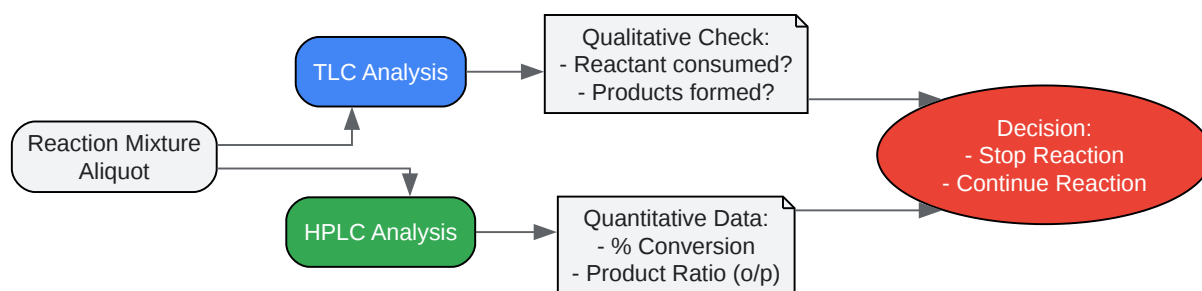 Reaction Mixture
Aliquot
TLC Analysis
Qualitative Check:
- Reactant consumed?
- Products formed?
HPLC Analysis
Quantitative Data:
- % Conversion
- Product Ratio (o/p)
Decision:
- Stop Reaction
- Continue Reaction